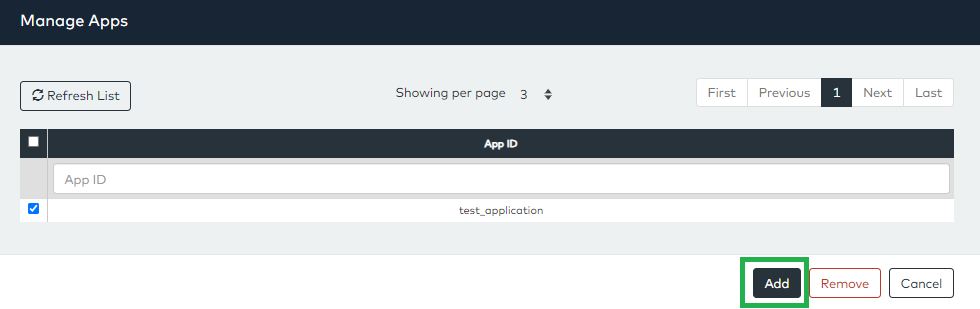 Manage Apps
Refresh List
Showing per page 3
First Previous 1 Next Last
App ID
App ID
test_application
Add Remove Cancel